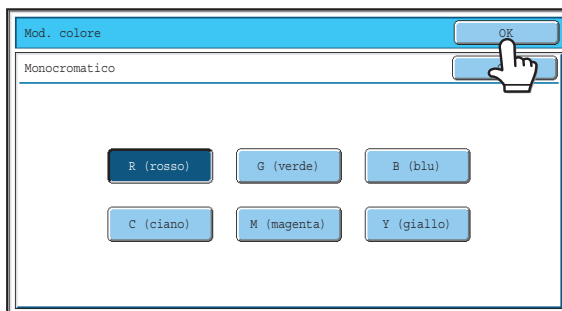 Mod. colore OK
Monocromatico
R (rosso) G (verde) B (blu)
C (ciano) M (magenta) Y (giallo)